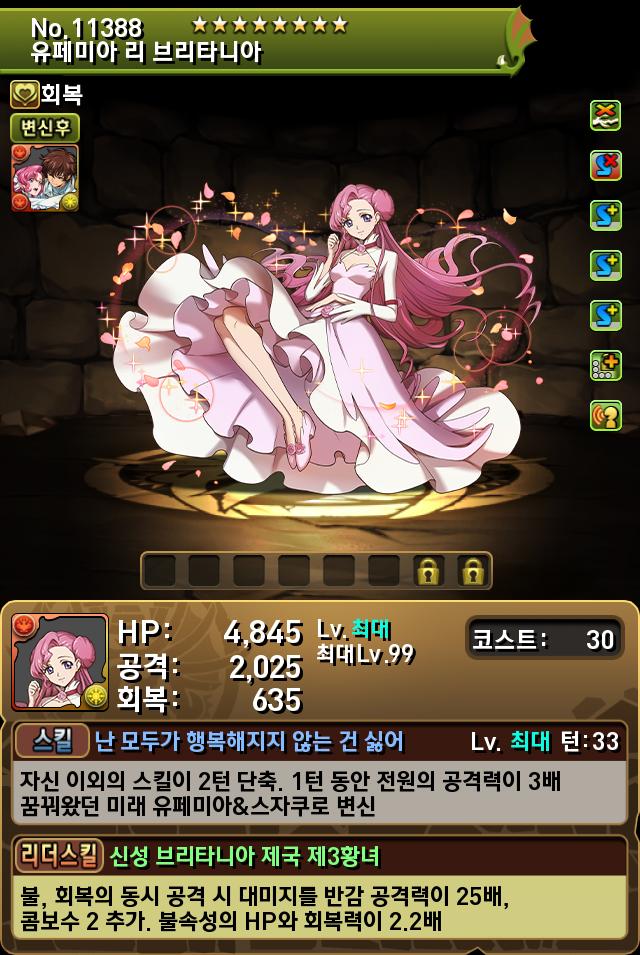 No.11388 ★★★★★★★★
유페미아 리 브리타니아
회복
변신후
HP: 4,845
공격: 2,025
회복: 635
Lv.최대
최대Lv.99
코스트: 30
스킬 난 모두가 행복해지지 않는 건 싫어 Lv. 최대 턴:33
자신 이외의 스킬이 2턴 단축. 1턴 동안 전원의 공격력이 3배
꿈꿔왔던 미래 유페미아&스자쿠로 변신
리더스킬 신성 브리타니아 제국 제3황녀
불, 회복의 동시 공격 시 대미지를 반감 공격력이 25배,
콤보수 2 추가. 불속성의 HP와 회복력이 2.2배